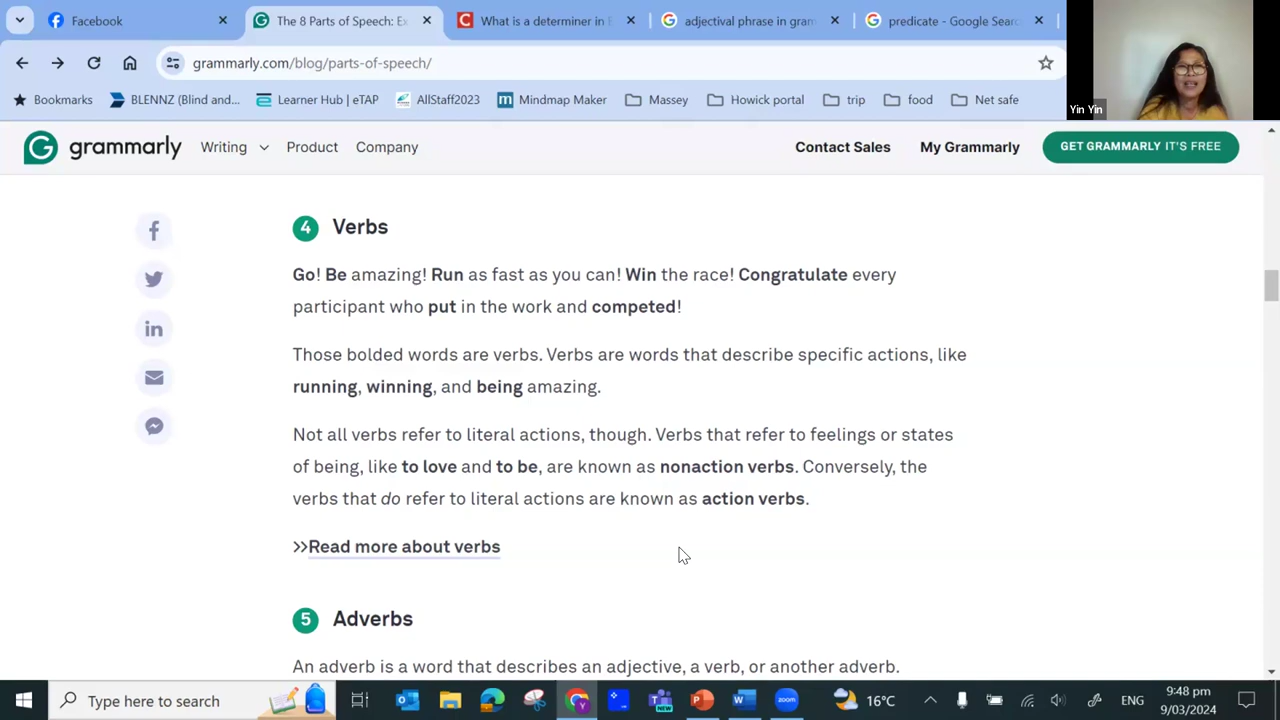 Facebook
The 8 Parts of Speech: Ex
What is a determiner in E
adjectival phrase in gram
predicate - Google Searc
grammarly.com/blog/parts-of-speech/
Bookmarks
BLENNZ (Blind and...
Learner Hub | eTAP
AllStaff2023
Mindmap Maker
Massey
Howick portal
trip
food
Net safe
Yin Yin
grammarly
Writing
Product
Company
Contact Sales
My Grammarly
GET GRAMMARLY IT'S FREE
4 Verbs
Go! Be amazing! Run as fast as you can! Win the race! Congratulate every
participant who put in the work and competed!
Those bolded words are verbs. Verbs are words that describe specific actions, like
running, winning, and being amazing.
Not all verbs refer to literal actions, though. Verbs that refer to feelings or states
of being, like to love and to be, are known as nonaction verbs. Conversely, the
verbs that do refer to literal actions are known as action verbs.
>>Read more about verbs
5 Adverbs
An adverb is a word that describes an adjective, a verb, or another adverb.
Type here to search
NEW
zoom
16°C
ENG
9:48 pm
9/03/2024